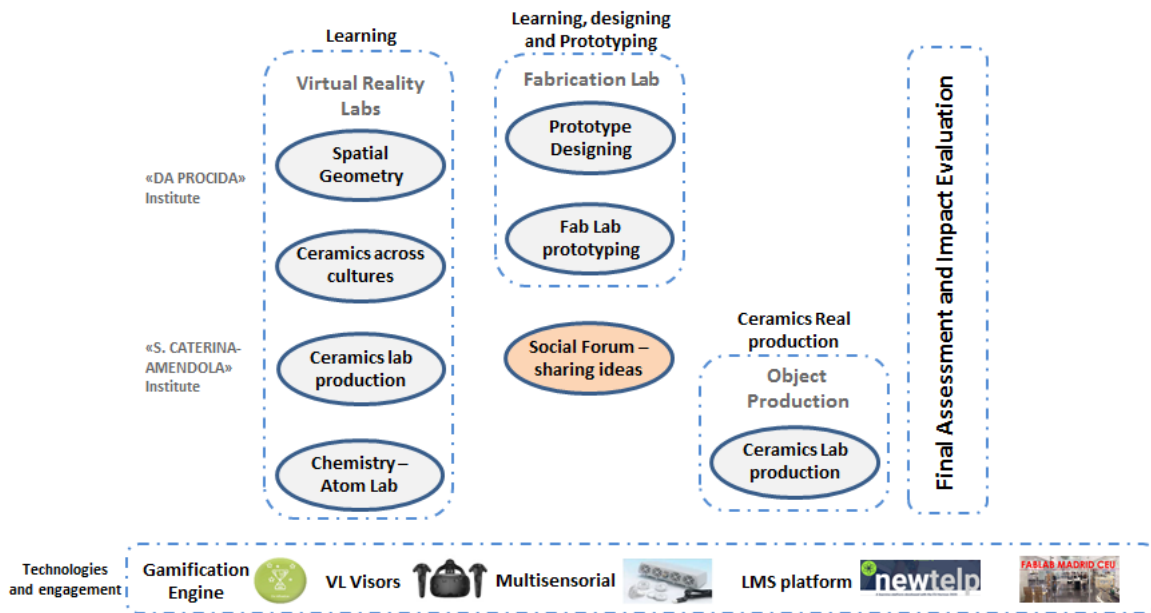 Learning
Virtual Reality
Labs
Spatial
Geometry
Ceramics across
cultures
Ceramics lab
production
Chemistry –
Atom Lab
«DA PROCIDA»
Institute
«S. CATERINA-
AMENDOLA»
Institute
Learning, designing
and Prototyping
Fabrication Lab
Prototype
Designing
Fab Lab
prototyping
Social Forum –
sharing ideas
Ceramics Real
production
Object
Production
Ceramics Lab
production
Final Assessment and Impact Evaluation
Technologies
and engagement
Gamification
Engine
VL Visors
Multisensorial
LMS platform
newtelp
FABLAB MADRID CEU